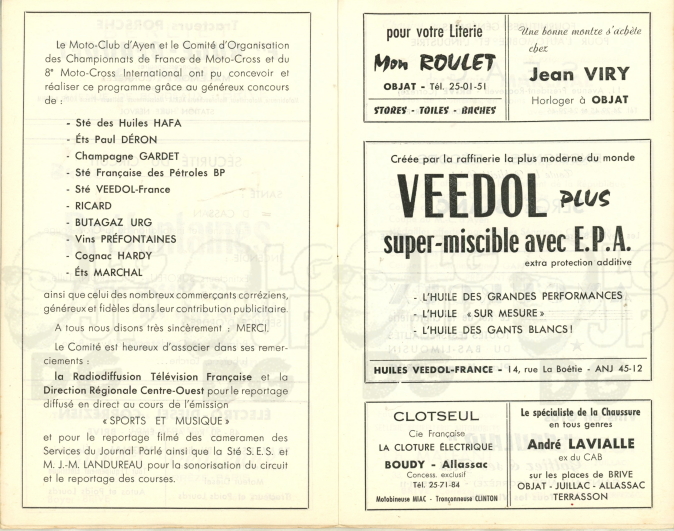 Le Moto-Club d'Ayen et le Comité d'Organisation
des Championnats de France de Moto-Cross et du
8e Moto-Cross International ont pu concevoir et
réaliser ce programme grâce au généreux concours
de :
- Sté des Huiles HAFA
- Éts Paul DÉRON
- Champagne GARDET
- Sté Française des Pétroles BP
- Sté VEEDOL-France
- RICARD
- BUTAGAZ URG
- Vins PRÉFONTAINES
- Cognac HARDY
- Éts MARCHAL
ainsi que celui des nombreux commerçants corréziens,
généreux et fidèles dans leur contribution publicitaire.
A tous nous disons très sincèrement : MERCI.
Le Comité est heureux d'associer dans ses remer-
ciements :
la Radiodiffusion Télévision Française et la
Direction Régionale Centre-Ouest pour le reportage
diffusé en direct au cours de l'émission
« SPORTS ET MUSIQUE »
et pour le reportage filmé des cameramen des
Services du Journal Parlé ainsi que la Sté S.E.S. et
M. J.-M. LANDUREAU pour la sonorisation du circuit
et le reportage des courses.
pour votre Literie
Mon ROULET
OBJAT - Tél. 25-01-51
STORES - TOILES - BACHES
Une bonne montre s'achète
chez
Jean VIRY
Horloger à OBJAT
Créée par la raffinerie la plus moderne du monde
VEEDOL PLUS
super-miscible avec E.P.A.
extra protection additive
- L'HUILE DES GRANDES PERFORMANCES
- L'HUILE « SUR MESURE »
- L'HUILE DES GANTS BLANCS !
HUILES VEEDOL-FRANCE - 14, rue La Boétie - ANJ 45-12
CLOTSEUL
Cie Française
LA CLOTURE ÉLECTRIQUE
BOUDY - Allassac
Concess. exclusif
Tél. 25-71-84
Motobineuse MIAC - Tronçonneuse CLINTON
Le spécialiste de la Chaussure
en tous genres
André LAVIALLE
ex du CAB
sur les places de BRIVE
OBJAT - JUILLAC - ALLASSAC
TERRASSON